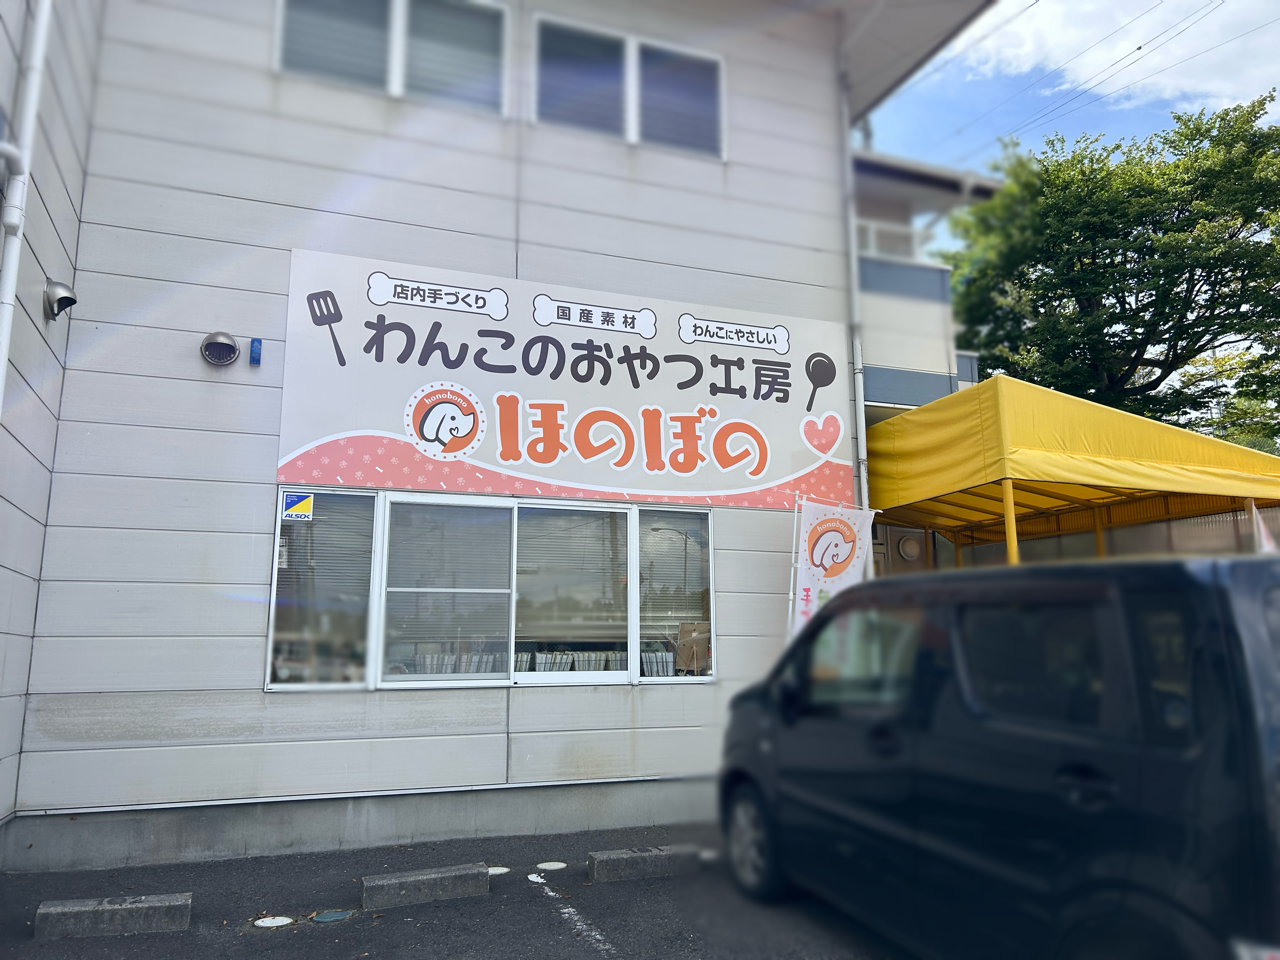 店内手づくり
国産素材
わんこにやさしい
わんこのおやつ工房
honobono
ほのぼの
ALSOK
honobono